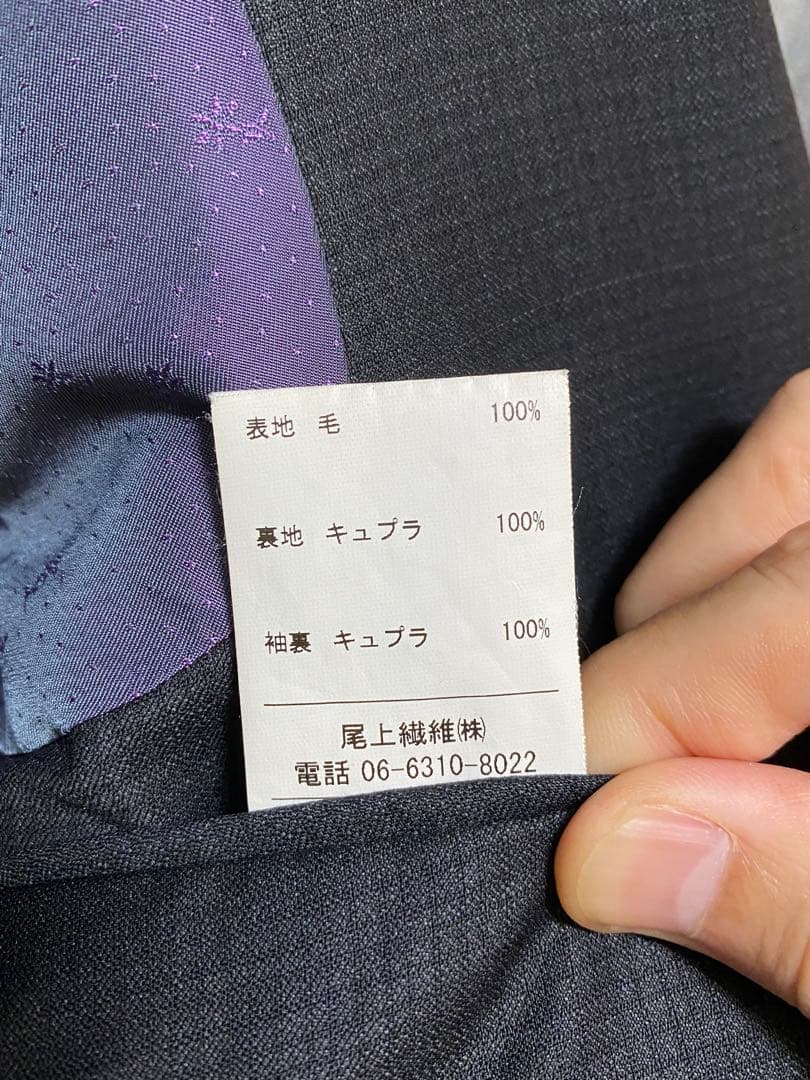 表地 毛 100%
裏地 キュプラ 100%
袖裏 キュプラ 100%
尾上繊維㈱
電話 06-6310-8022